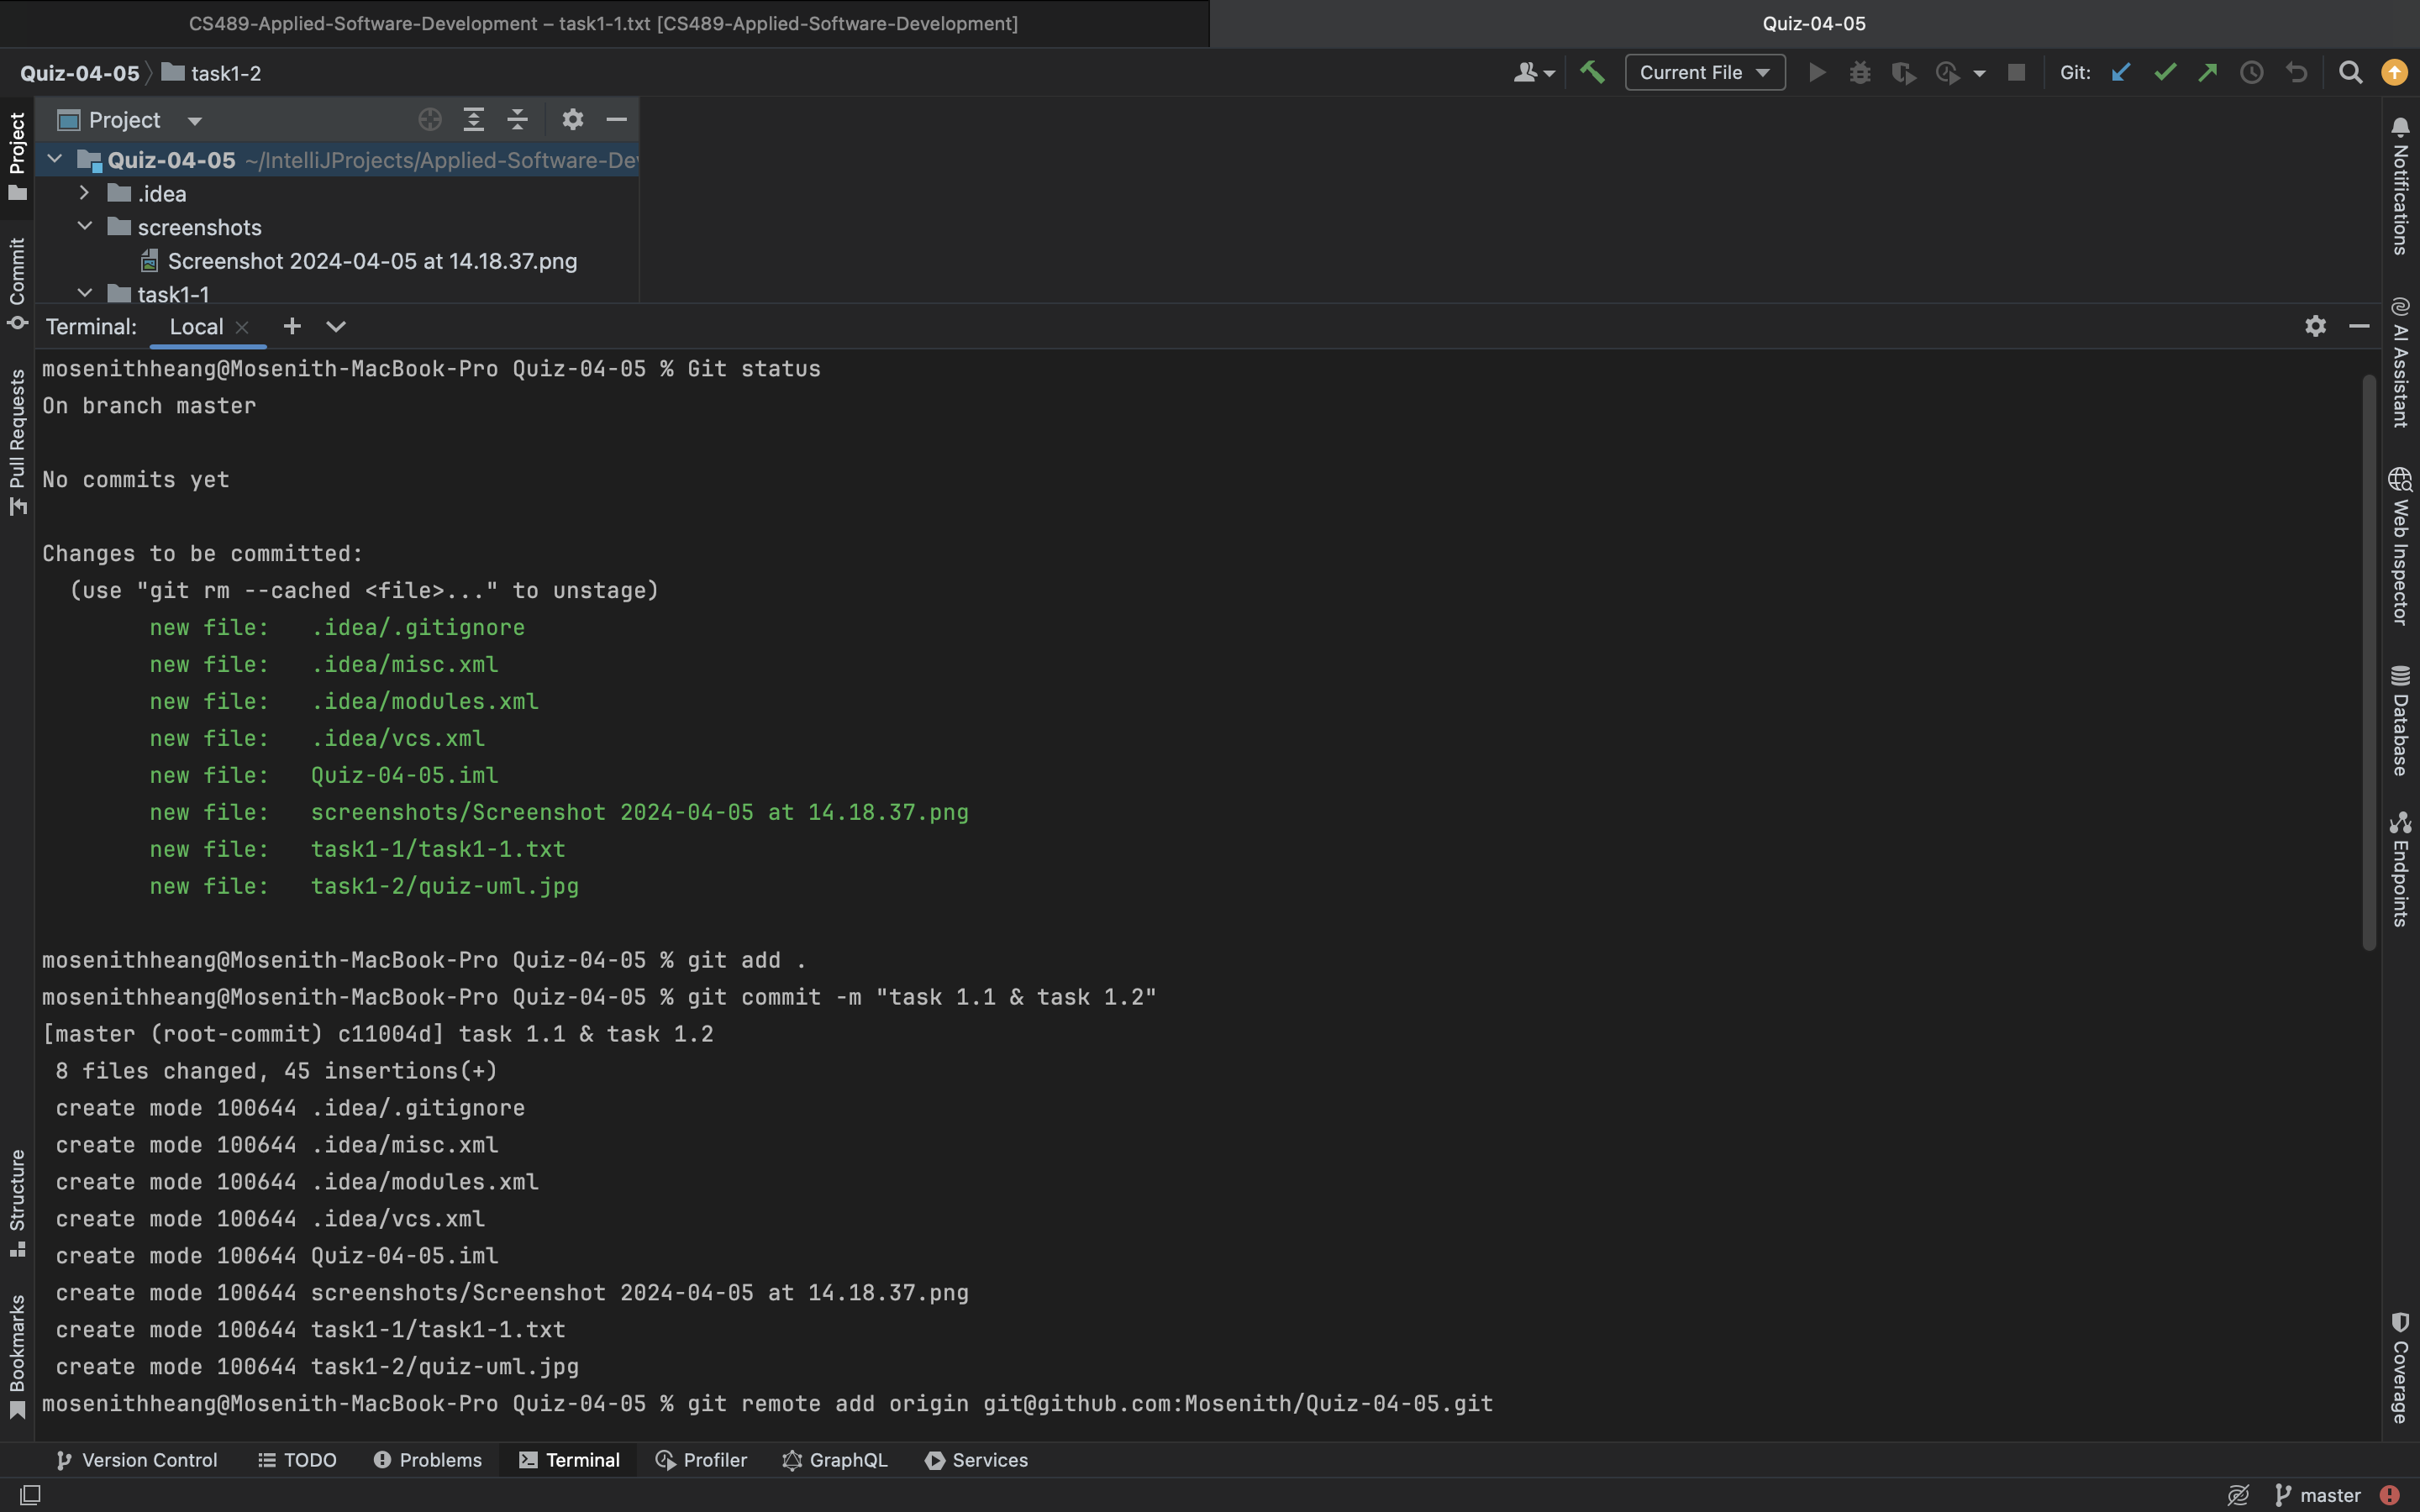 CS489-Applied-Software-Development – task1-1.txt [CS489-Applied-Software-Development]
Quiz-04-05
Quiz-04-05 task1-2
Current File
Git:
Project
Quiz-04-05 ~/IntelliJProjects/Applied-Software-De
.idea
screenshots
Screenshot 2024-04-05 at 14.18.37.png
task1-1
Project
Commit
Pull Requests
Structure
Bookmarks
Terminal: Local
mosenithheang@Mosenith-MacBook-Pro Quiz-04-05 % Git status
On branch master
No commits yet
Changes to be committed:
(use "git rm --cached <file>..." to unstage)
new file: .idea/.gitignore
new file: .idea/misc.xml
new file: .idea/modules.xml
new file: .idea/vcs.xml
new file: Quiz-04-05.iml
new file: screenshots/Screenshot 2024-04-05 at 14.18.37.png
new file: task1-1/task1-1.txt
new file: task1-2/quiz-uml.jpg
mosenithheang@Mosenith-MacBook-Pro Quiz-04-05 % git add .
mosenithheang@Mosenith-MacBook-Pro Quiz-04-05 % git commit -m "task 1.1 & task 1.2"
[master (root-commit) c11004d] task 1.1 & task 1.2
8 files changed, 45 insertions(+)
create mode 100644 .idea/.gitignore
create mode 100644 .idea/misc.xml
create mode 100644 .idea/modules.xml
create mode 100644 .idea/vcs.xml
create mode 100644 Quiz-04-05.iml
create mode 100644 screenshots/Screenshot 2024-04-05 at 14.18.37.png
create mode 100644 task1-1/task1-1.txt
create mode 100644 task1-2/quiz-uml.jpg
mosenithheang@Mosenith-MacBook-Pro Quiz-04-05 % git remote add origin git@github.com:Mosenith/Quiz-04-05.git
Notifications
AI Assistant
Web Inspector
Database
Endpoints
Coverage
Version Control
TODO
Problems
Terminal
Profiler
GraphQL
Services
master